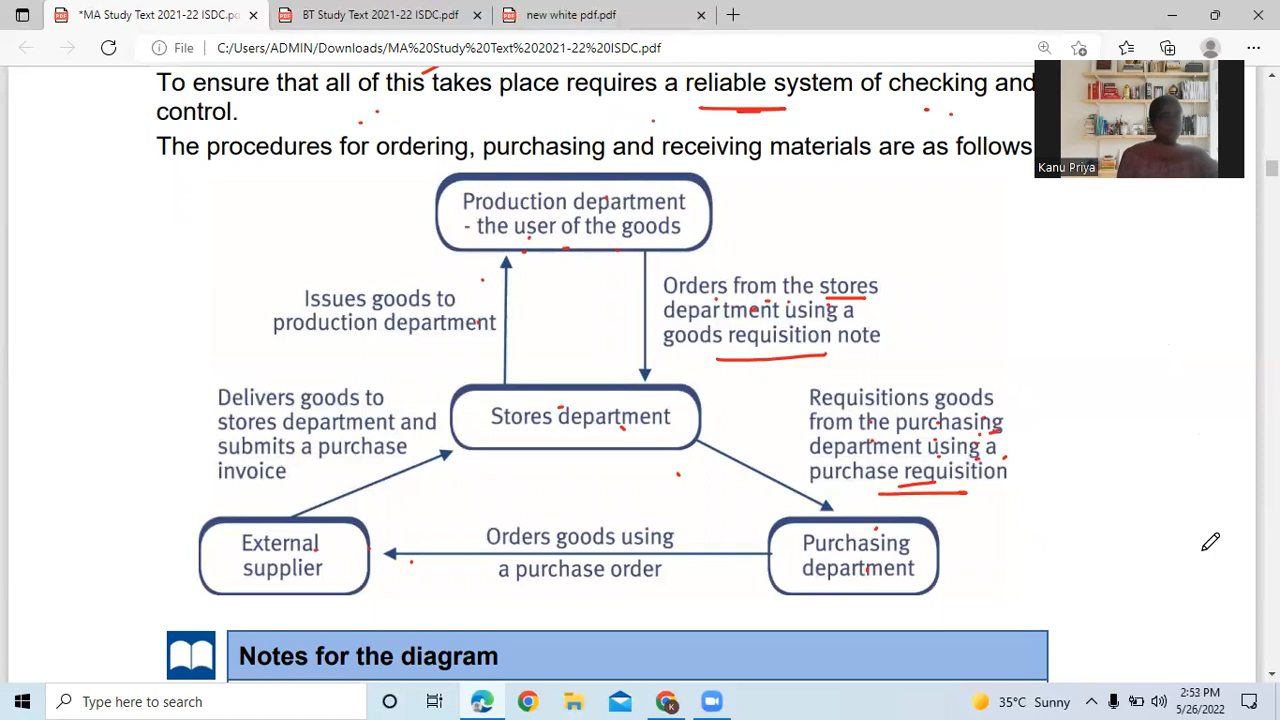 *MA Study Text 2021-22 ISDC.pdf
BT Study Text 2021-22 ISDC.pdf
new white pdf.pdf
File
C:/Users/ADMIN/Downloads/MA%20Study%20Text%202021-22%20ISDC.pdf
To ensure that all of this takes place requires a reliable system of checking and
control.
The procedures for ordering, purchasing and receiving materials are as follows
Kanu Priya
Production department
- the user of the goods
Issues goods to
production department
Orders from the stores
department using a
goods requisition note
Delivers goods to
stores department and
submits a purchase
invoice
Stores department
Requisitions goods
from the purchasing
department using a
purchase requisition
External
supplier
Orders goods using
a purchase order
Purchasing
department
Notes for the diagram
Type here to search
35°C Sunny
2:53 PM
5/26/2022